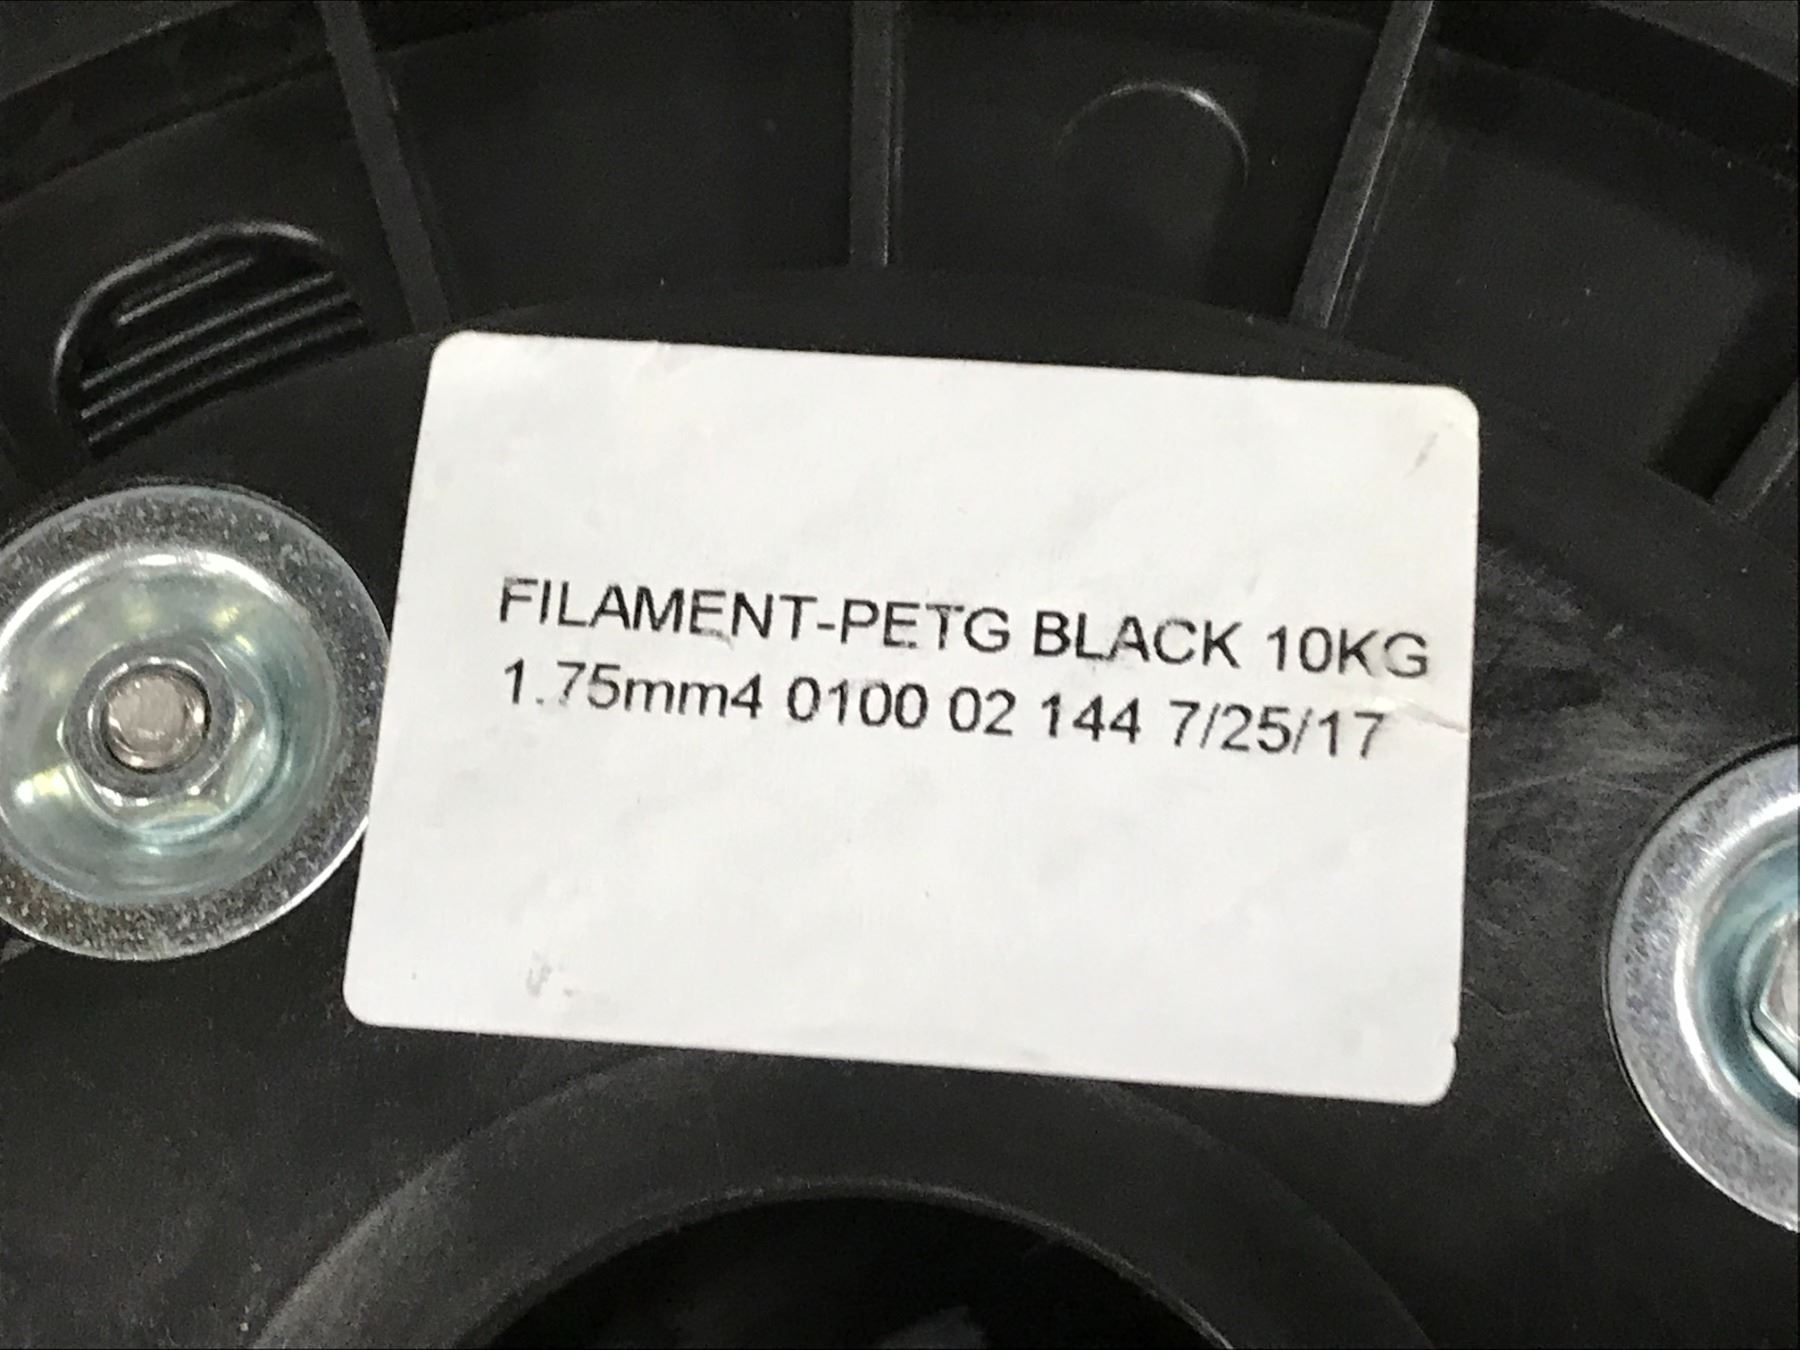 FILAMENT-PETG BLACK 10KG
1.75mm4 0100 02 144 7/25/17